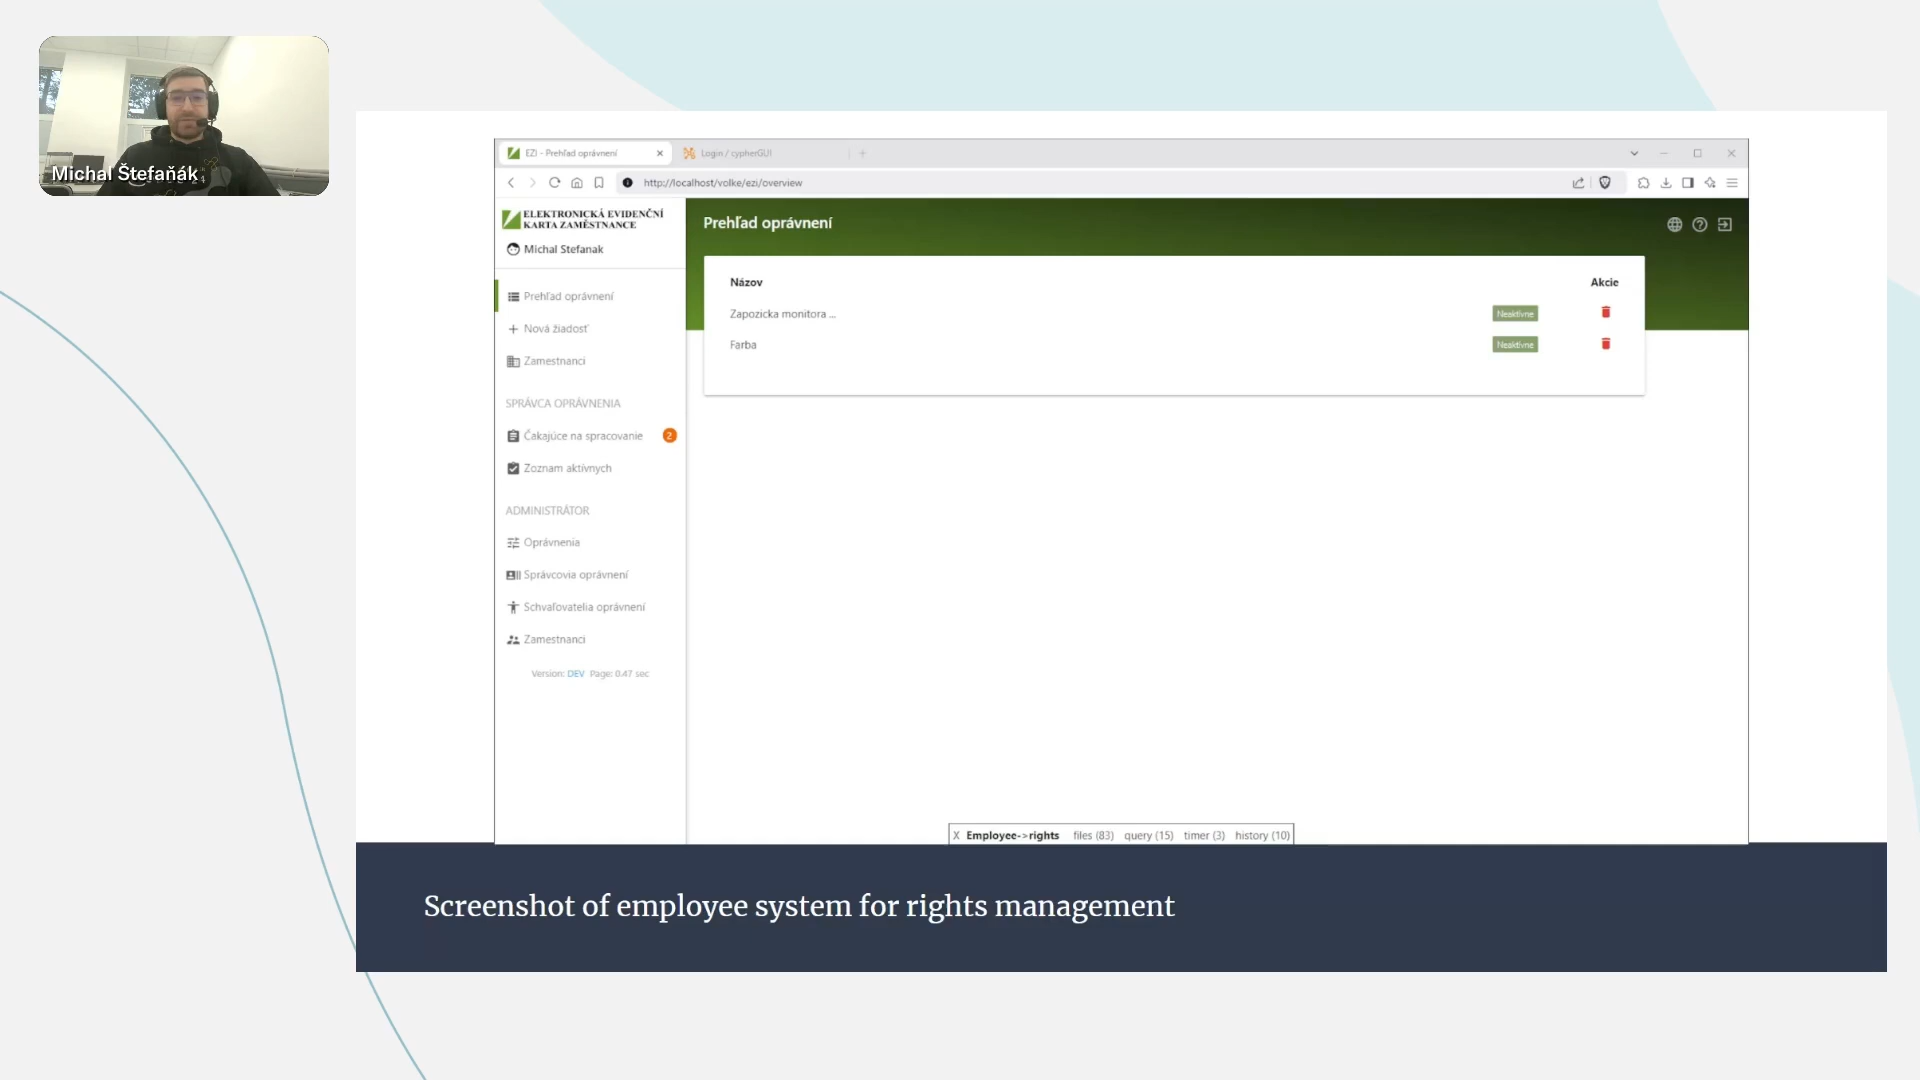 Michal Štefaňák
EZI - Prehľad oprávnení
Login / cypherGUI
http://localhost/volke/ezi/overview
ELEKTRONICKÁ EVIDENČNÍ
KARTA ZAMĚSTNANCE
Michal Stefanak
Prehľad oprávnení
Nová žiadosť
Zamestnanci
SPRÁVCA OPRÁVNENIA
Čakajúce na spracovanie 2
Zoznam aktívnych
ADMINISTRÁTOR
Oprávnenia
Správcovia oprávnení
Schvaľovatelia oprávnení
Zamestnanci
Version: DEV Page: 0.47 sec
Prehľad oprávnení
Názov Akcie
Zapozicka monitora ... Neaktívne
Farba Neaktívne
X Employee->rights files (83) query (15) timer (3) history (10)
Screenshot of employee system for rights management